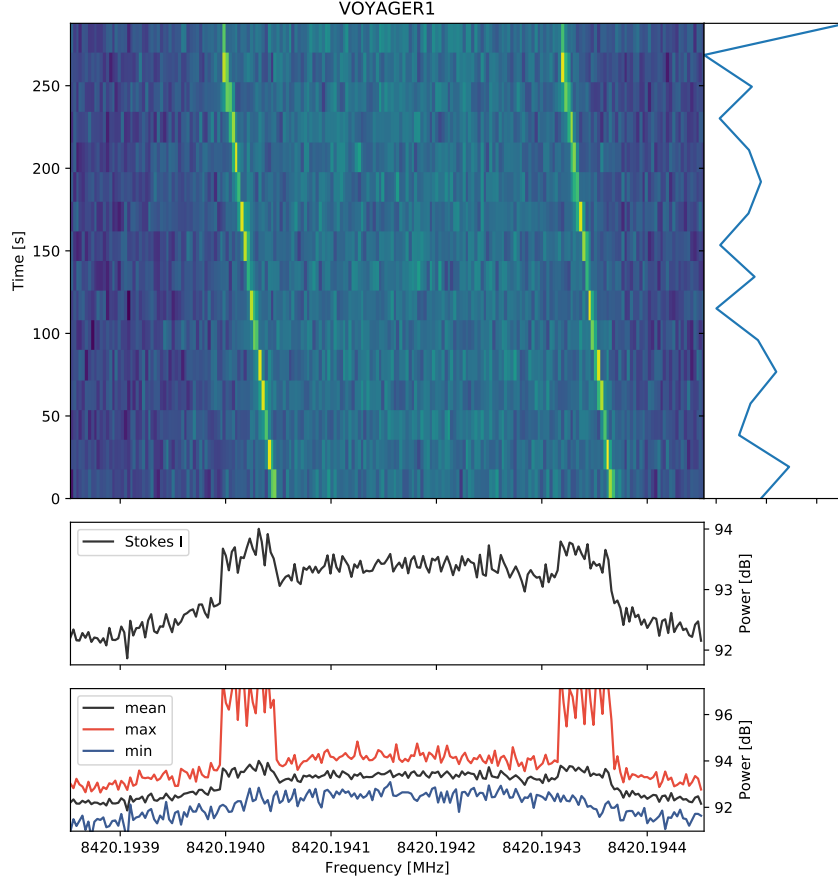 VOYAGER1
Time [s]
250
200
150
100
50
0
Stokes I
94
93
92
Power [dB]
mean
max
min
96
94
92
Power [dB]
8420.1939
8420.1940
8420.1941
8420.1942
8420.1943
8420.1944
Frequency [MHz]